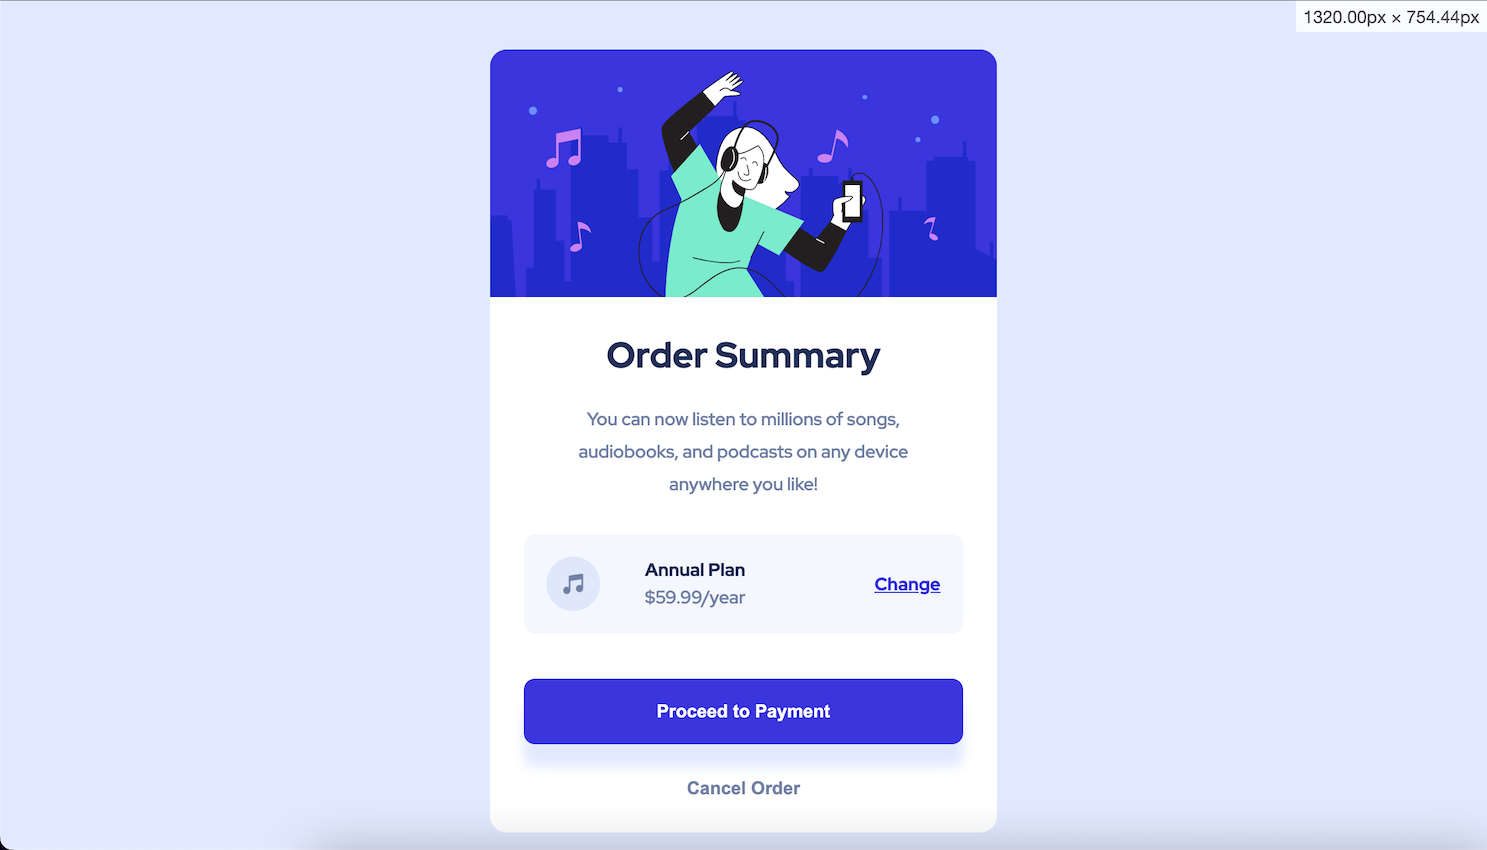 1320.00px × 754.44px
Order Summary
You can now listen to millions of songs,
audiobooks, and podcasts on any device
anywhere you like!
Annual Plan
$59.99/year
Change
Proceed to Payment
Cancel Order